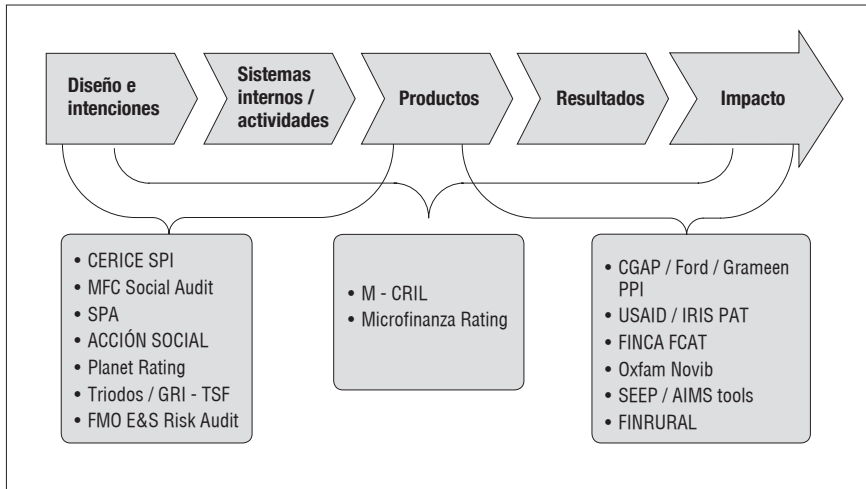 Diseño e
intenciones
Sistemas
internos /
actividades
Productos
Resultados
Impacto
• CERICE SPI
• MFC Social Audit
• SPA
• ACCIÓN SOCIAL
• Planet Rating
• Triodos / GRI - TSF
• FMO E&S Risk Audit
• M - CRIL
• Microfinanza Rating
• CGAP / Ford / Grameen
PPI
• USAID / IRIS PAT
• FINCA FCAT
• Oxfam Novib
• SEEP / AIMS tools
• FINRURAL